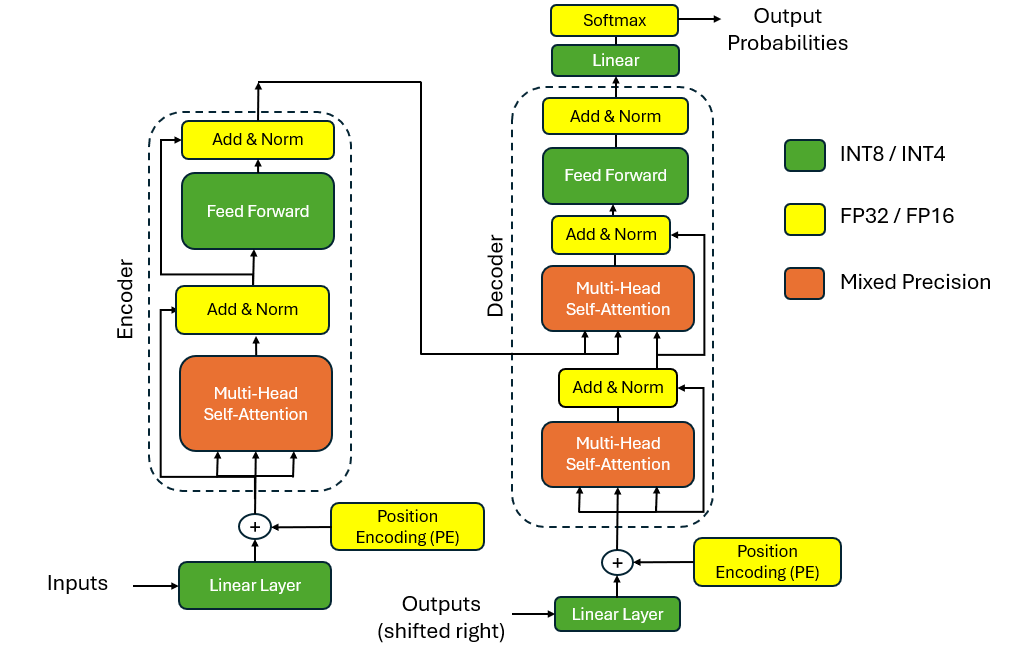 Softmax
Output
Probabilities
Linear
Add & Norm
Feed Forward
Add & Norm
Multi-Head
Self-Attention
Add & Norm
Multi-Head
Self-Attention
Decoder
Position
Encoding (PE)
Linear Layer
Outputs
(shifted right)
Add & Norm
Feed Forward
Add & Norm
Multi-Head
Self-Attention
Encoder
+
Position
Encoding (PE)
Inputs
Linear Layer
+
INT8 / INT4
FP32 / FP16
Mixed Precision